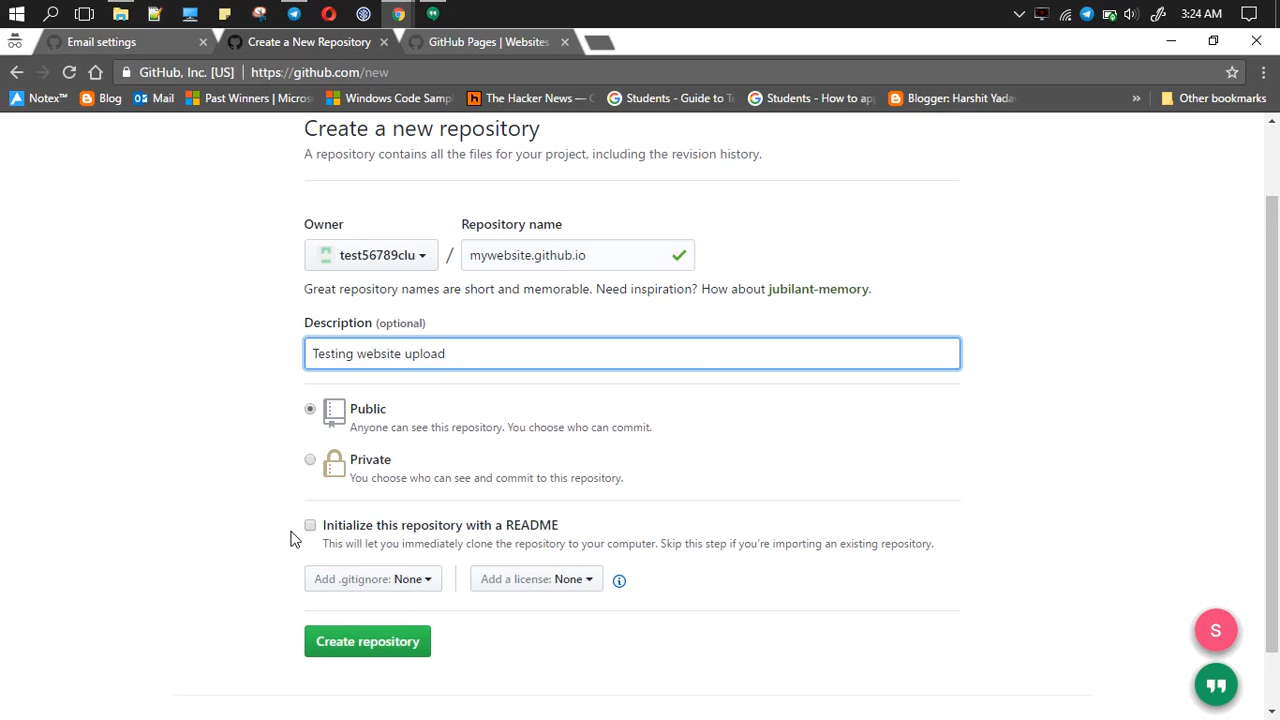 3:24 AM
Email settings
Create a New Repository
GitHub Pages | Websites
GitHub, Inc. [US]
https://github.com/new
Notex™
Blog
Mail
Past Winners | Micros
Windows Code Samp
The Hacker News —
Students - Guide to Te
Students - How to ap
Blogger: Harshit Yada
»
Other bookmarks
Create a new repository
A repository contains all the files for your project, including the revision history.
Owner
Repository name
test56789clu
/
mywebsite.github.io
Great repository names are short and memorable. Need inspiration? How about jubilant-memory.
Description (optional)
Testing website upload
Public
Anyone can see this repository. You choose who can commit.
Private
You choose who can see and commit to this repository.
Initialize this repository with a README
This will let you immediately clone the repository to your computer. Skip this step if you're importing an existing repository.
Add .gitignore: None
Add a license: None
Create repository
S